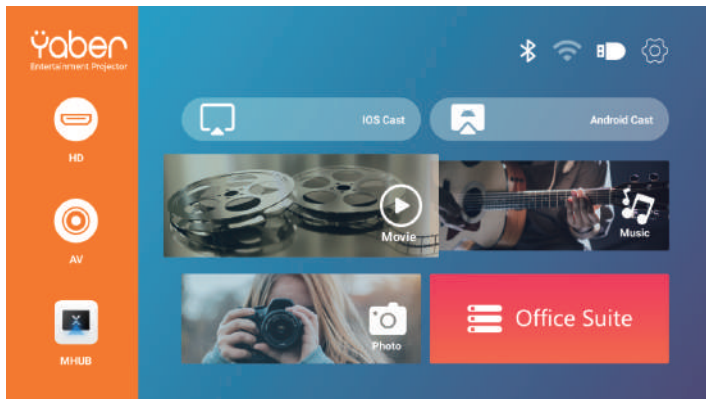 Yaber
Entertainment Projector
HD
AV
MHUB
IOS Cast
Android Cast
Movie
Music
Photo
Office Suite